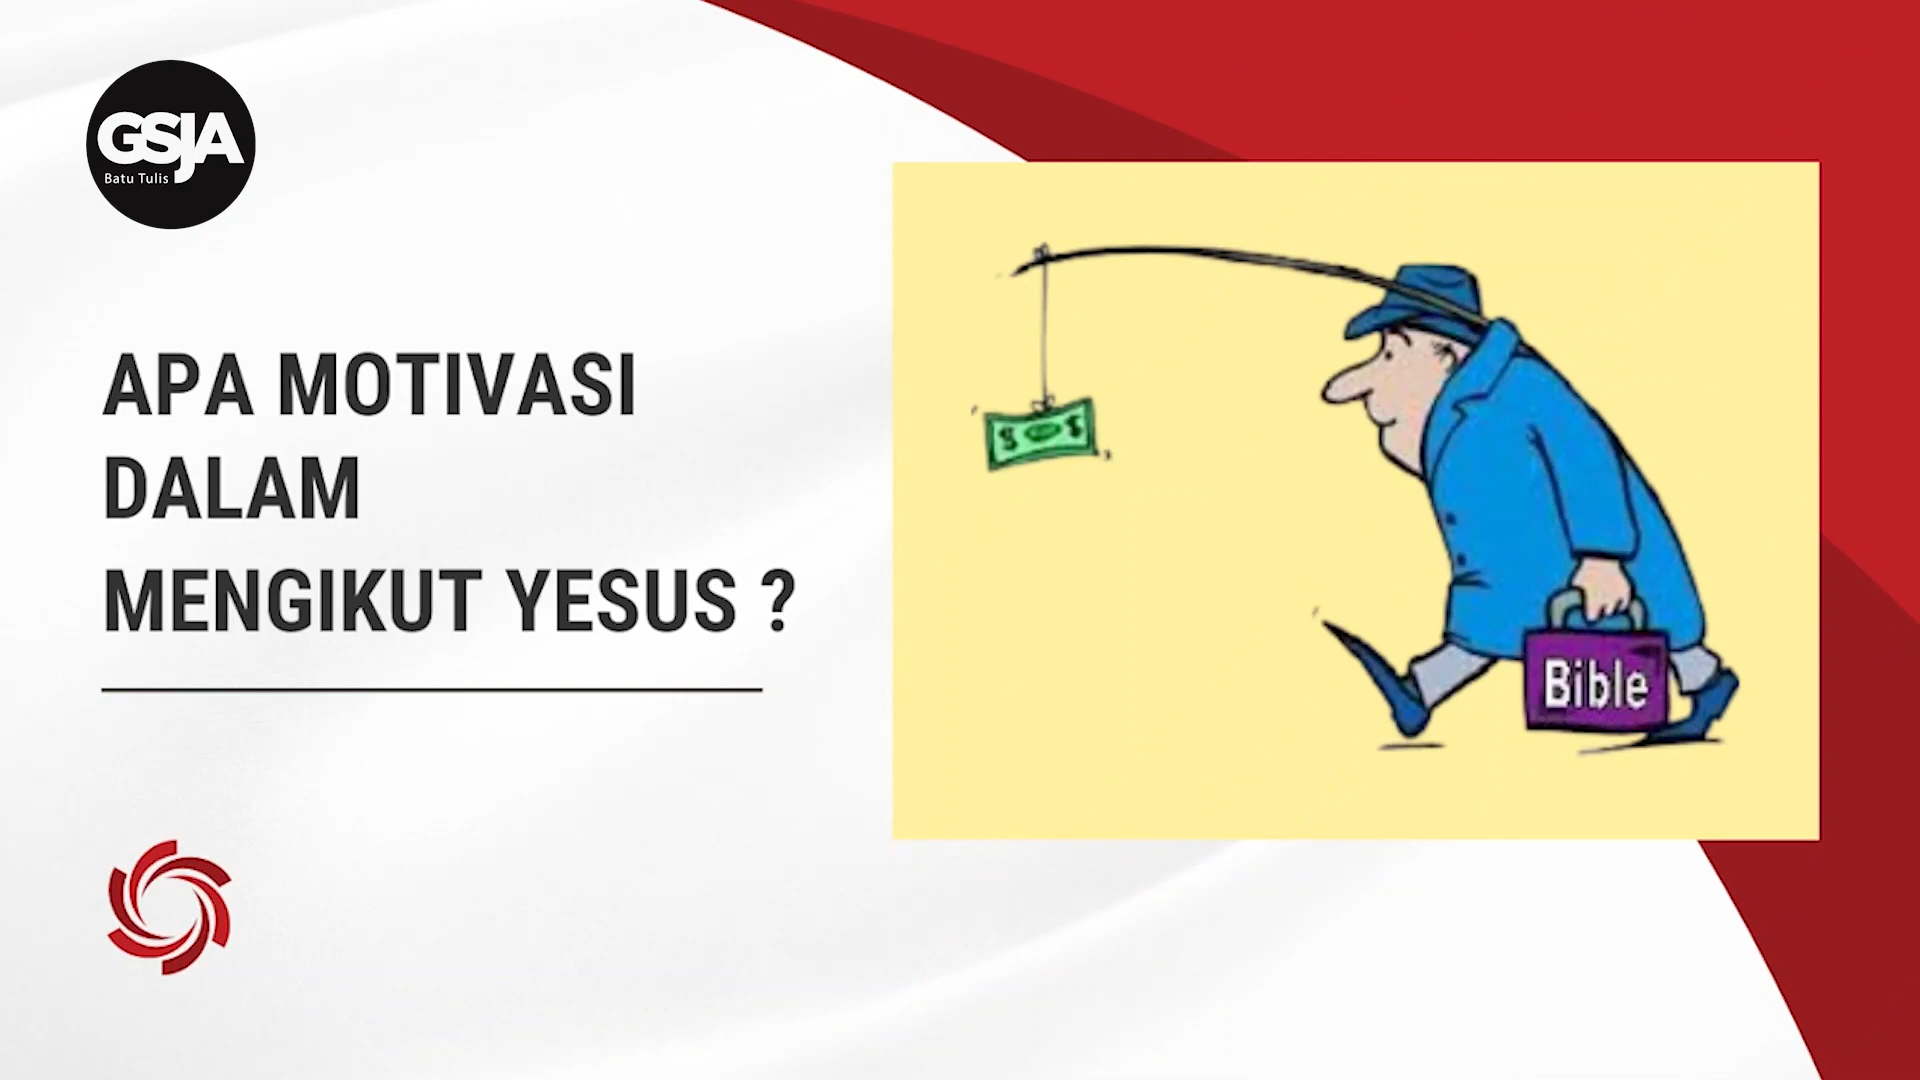 GSJA
Batu Tulis
APA MOTIVASI
DALAM
MENGIKUT YESUS ?
$ $
Bible